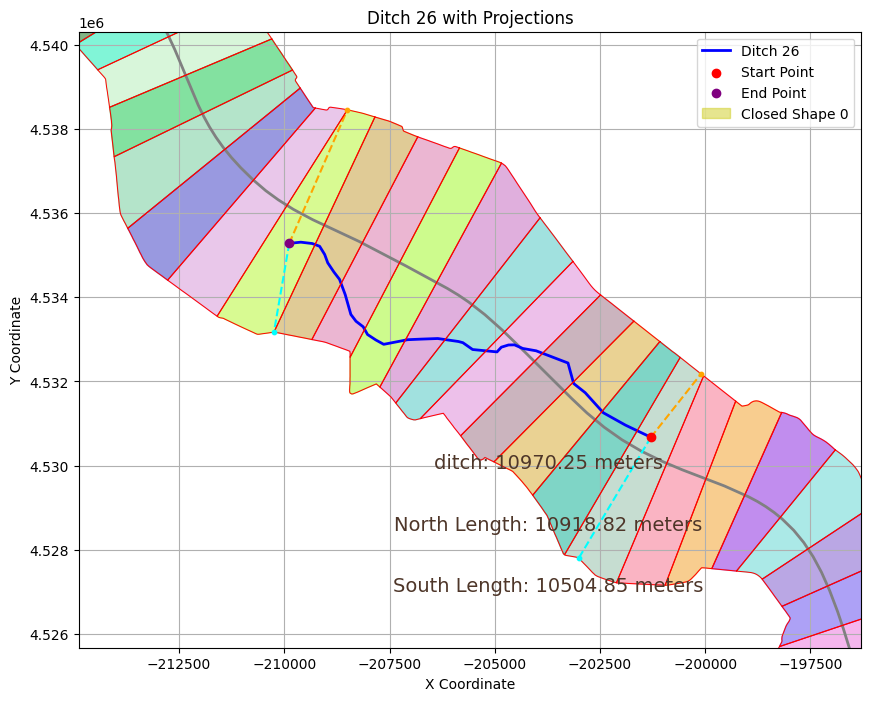 Ditch 26 with Projections
1e6
Ditch 26
Start Point
End Point
Closed Shape 0
4.540
4.538
4.536
4.534
4.532
4.530
4.528
4.526
Y Coordinate
ditch: 10970.25 meters
North Length: 10918.82 meters
South Length: 10504.85 meters
−212500 −210000 −207500 −205000 −202500 −200000 −197500
X Coordinate